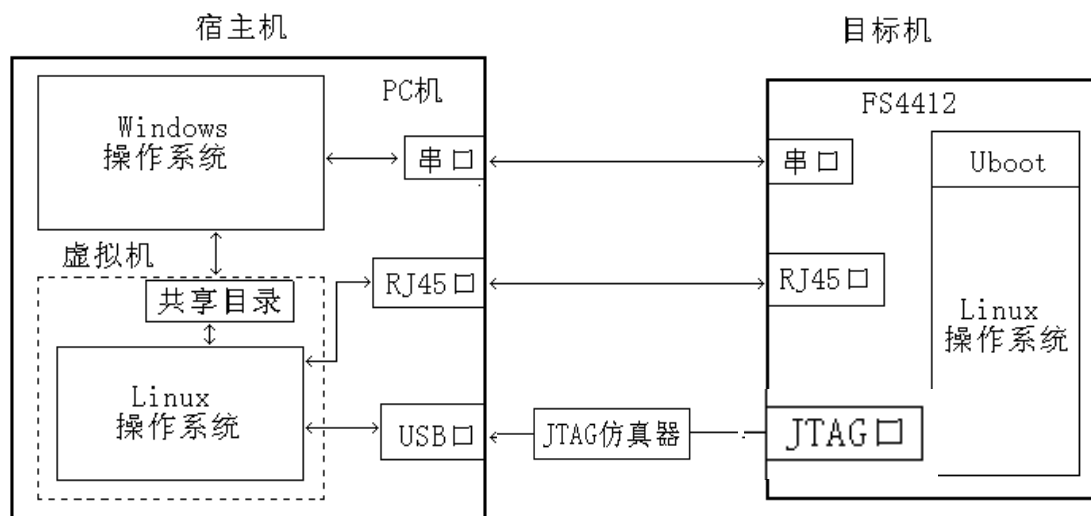 宿主机
目标机
PC机
FS4412
Windows
操作系统
串口
串口
Uboot
虚拟机
共享目录
RJ45口
RJ45口
Linux
操作系统
Linux
操作系统
USB口
JTAG仿真器
JTAG口